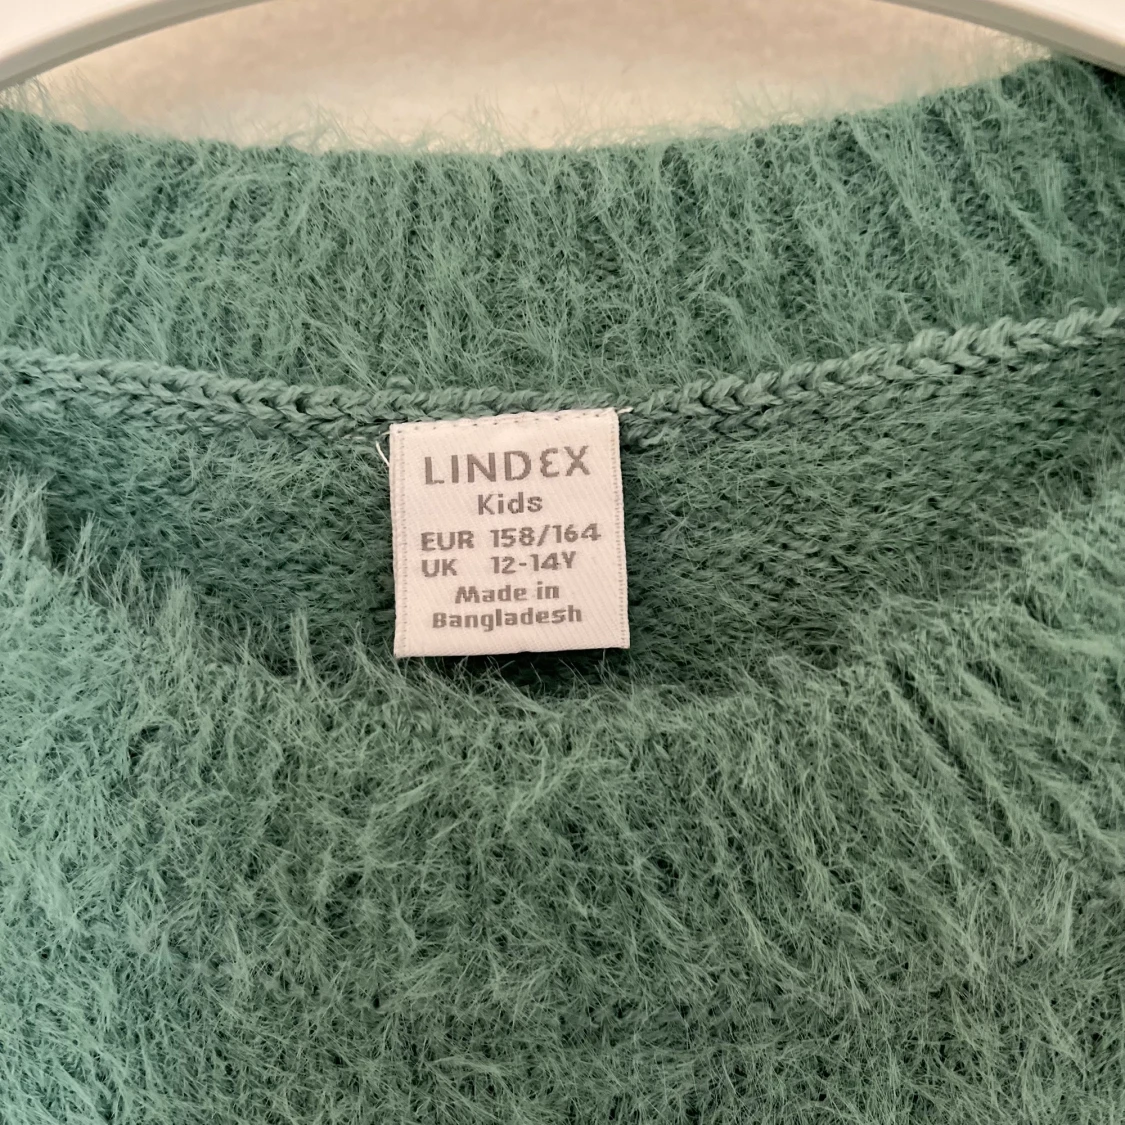 LINDEX
Kids
EUR 158/164
UK 12-14Y
Made in
Bangladesh